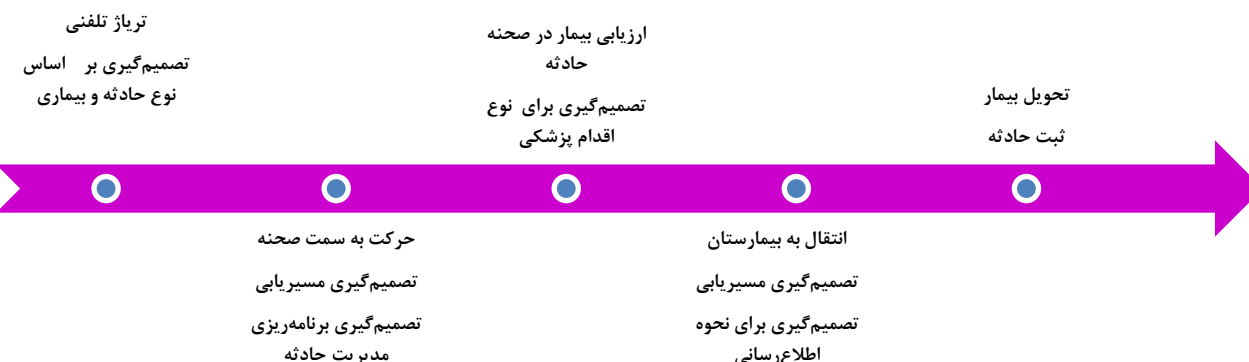 تریاژ تلفنی
تصمیم‌گیری بر اساس
نوع حادثه و بیماری
حرکت به سمت صحنه
تصمیم‌گیری مسیریابی
تصمیم‌گیری برنامه‌ریزی
مدیریت حادثه
ارزیابی بیمار در صحنه
حادثه
تصمیم‌گیری برای نوع
اقدام پزشکی
انتقال به بیمارستان
تصمیم‌گیری مسیریابی
تصمیم‌گیری برای نحوه
اطلاع‌رسانی
تحویل بیمار
ثبت حادثه